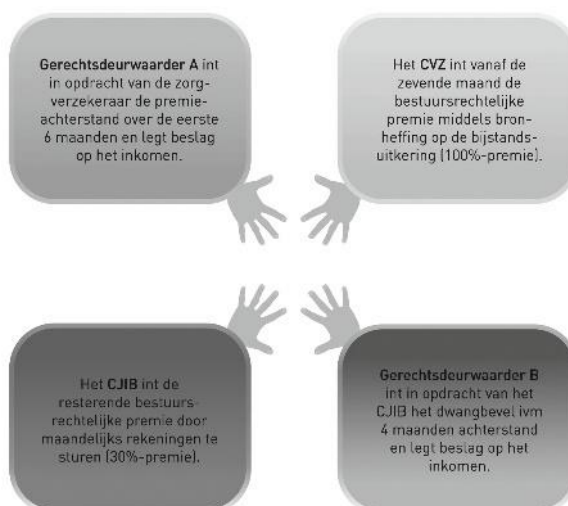 Gerechtsdeurwaarder A int
in opdracht van de zorg-
verzekeraar de premie-
achterstand over de eerste
6 maanden en legt beslag
op het inkomen.
Het CVZ int vanaf de
zevende maand de
bestuursrechtelijke
premie middels bron-
heffing op de bijstands-
uitkering (100%-premie).
Het CJIB int de
resterende bestuurs-
rechtelijke premie door
maandelijks rekeningen te
sturen (30%-premie).
Gerechtsdeurwaarder B
int in opdracht van het
CJIB het dwangbevel ivm
4 maanden achterstand
en legt beslag op het
inkomen.